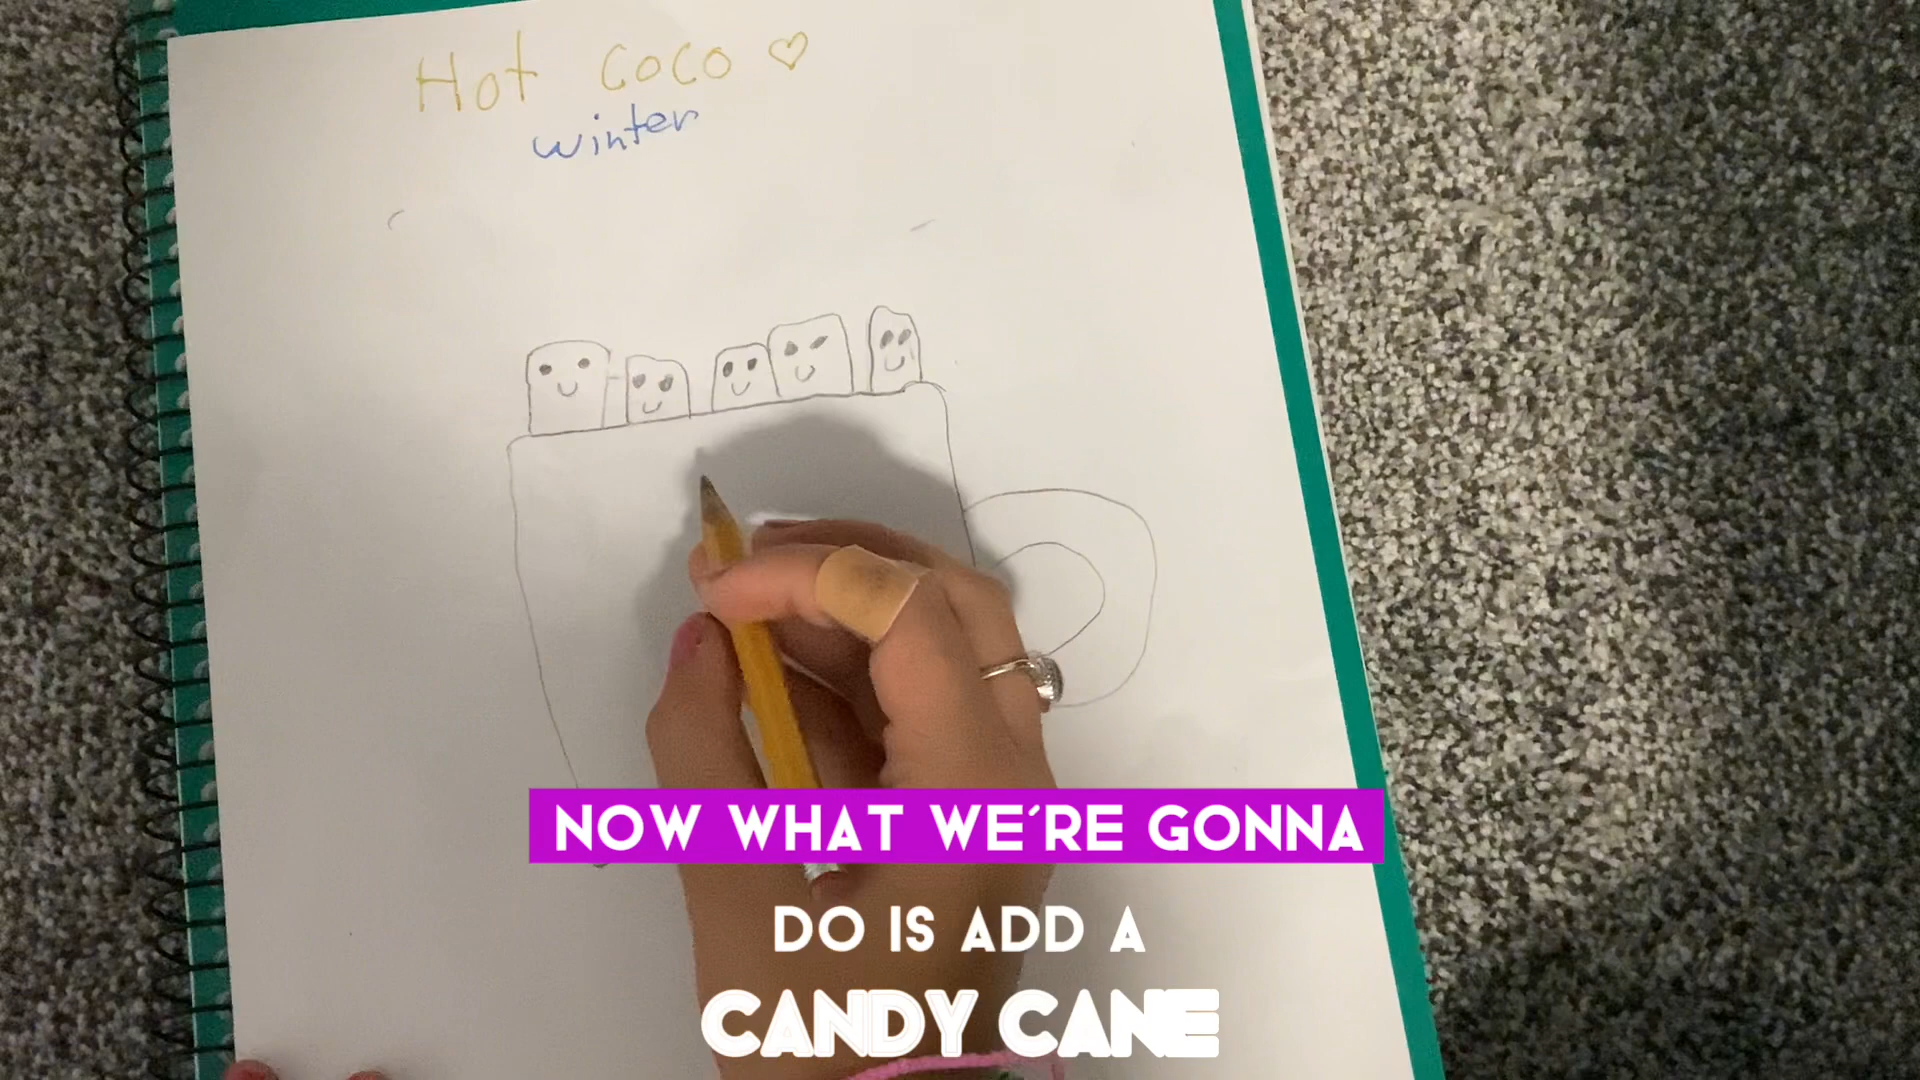 Hot coco ♡
winter
NOW WHAT WE'RE GONNA
DO IS ADD A
CANDY CANE